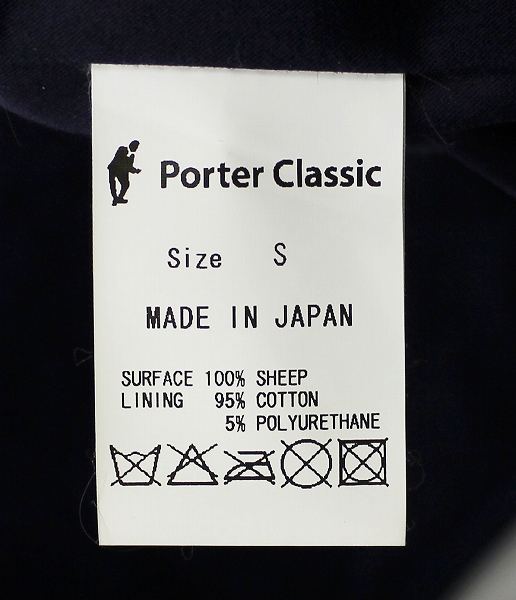 Porter Classic
Size S
MADE IN JAPAN
SURFACE 100% SHEEP
LINING 95% COTTON
5% POLYURETHANE